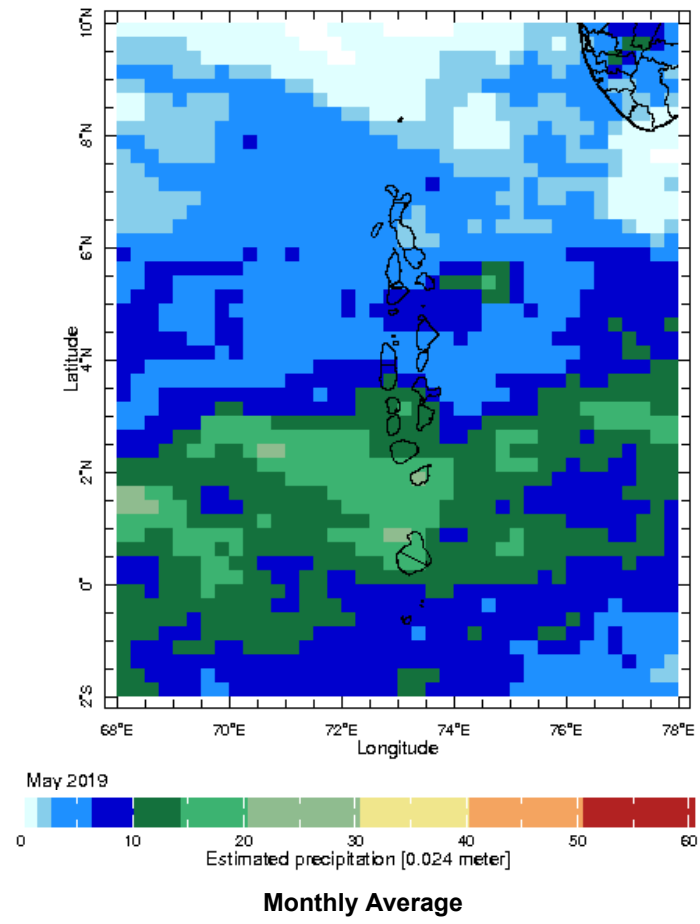 10°N
8°N
6°N
4°N
2°N
0°
2°S
Latitude
68°E 70°E 72°E 74°E 76°E 78°E
Longitude
May 2019
0 10 20 30 40 50 60
Estimated precipitation [0.024 meter]
Monthly Average